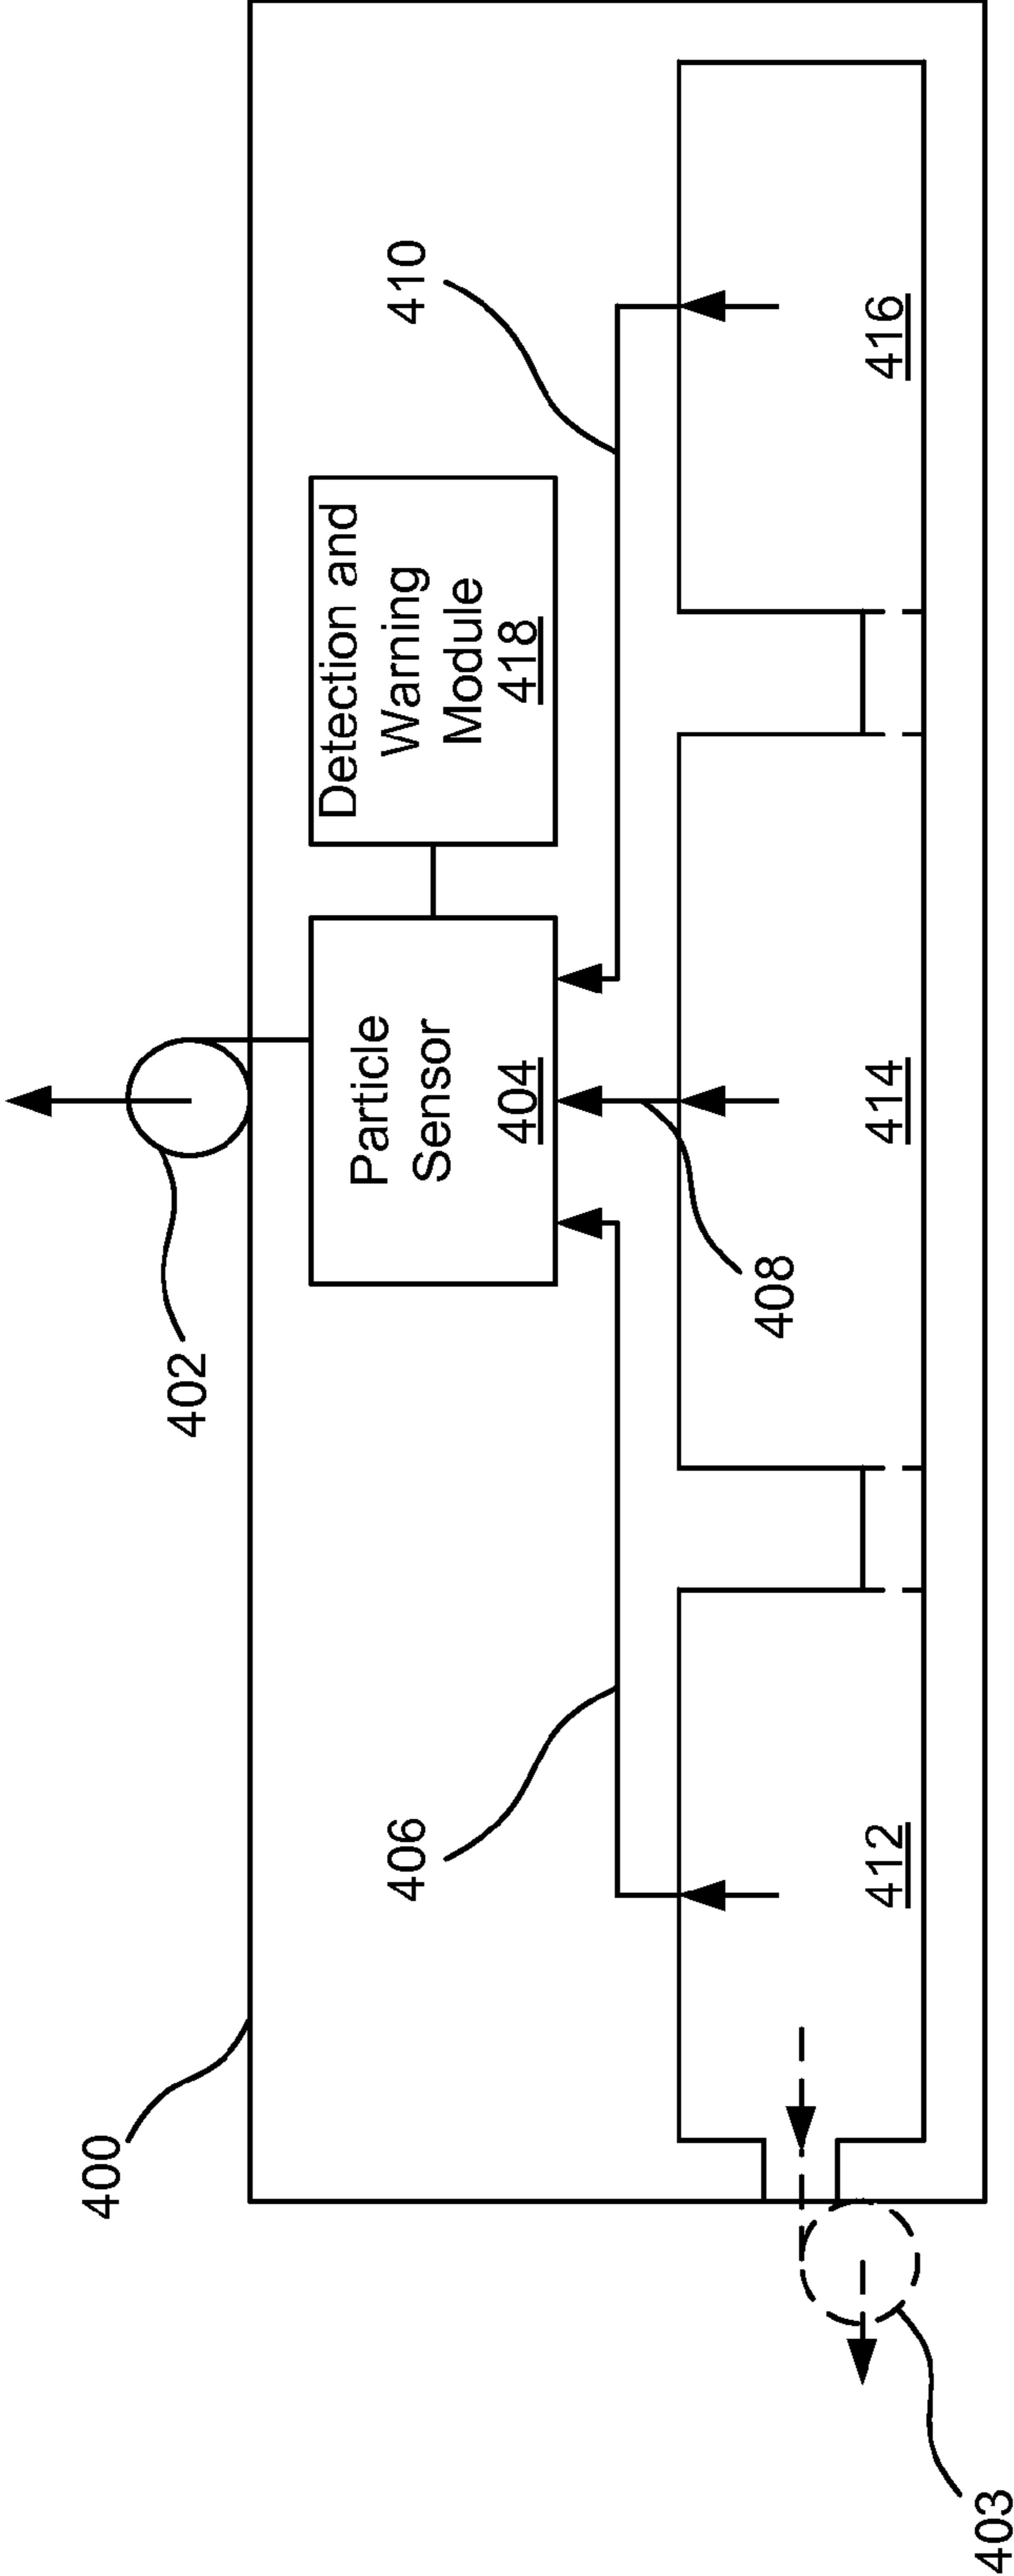 400
402
410
Detection and
Warning
Module
418
Particle
Sensor
404
406
408
412
414
416
403